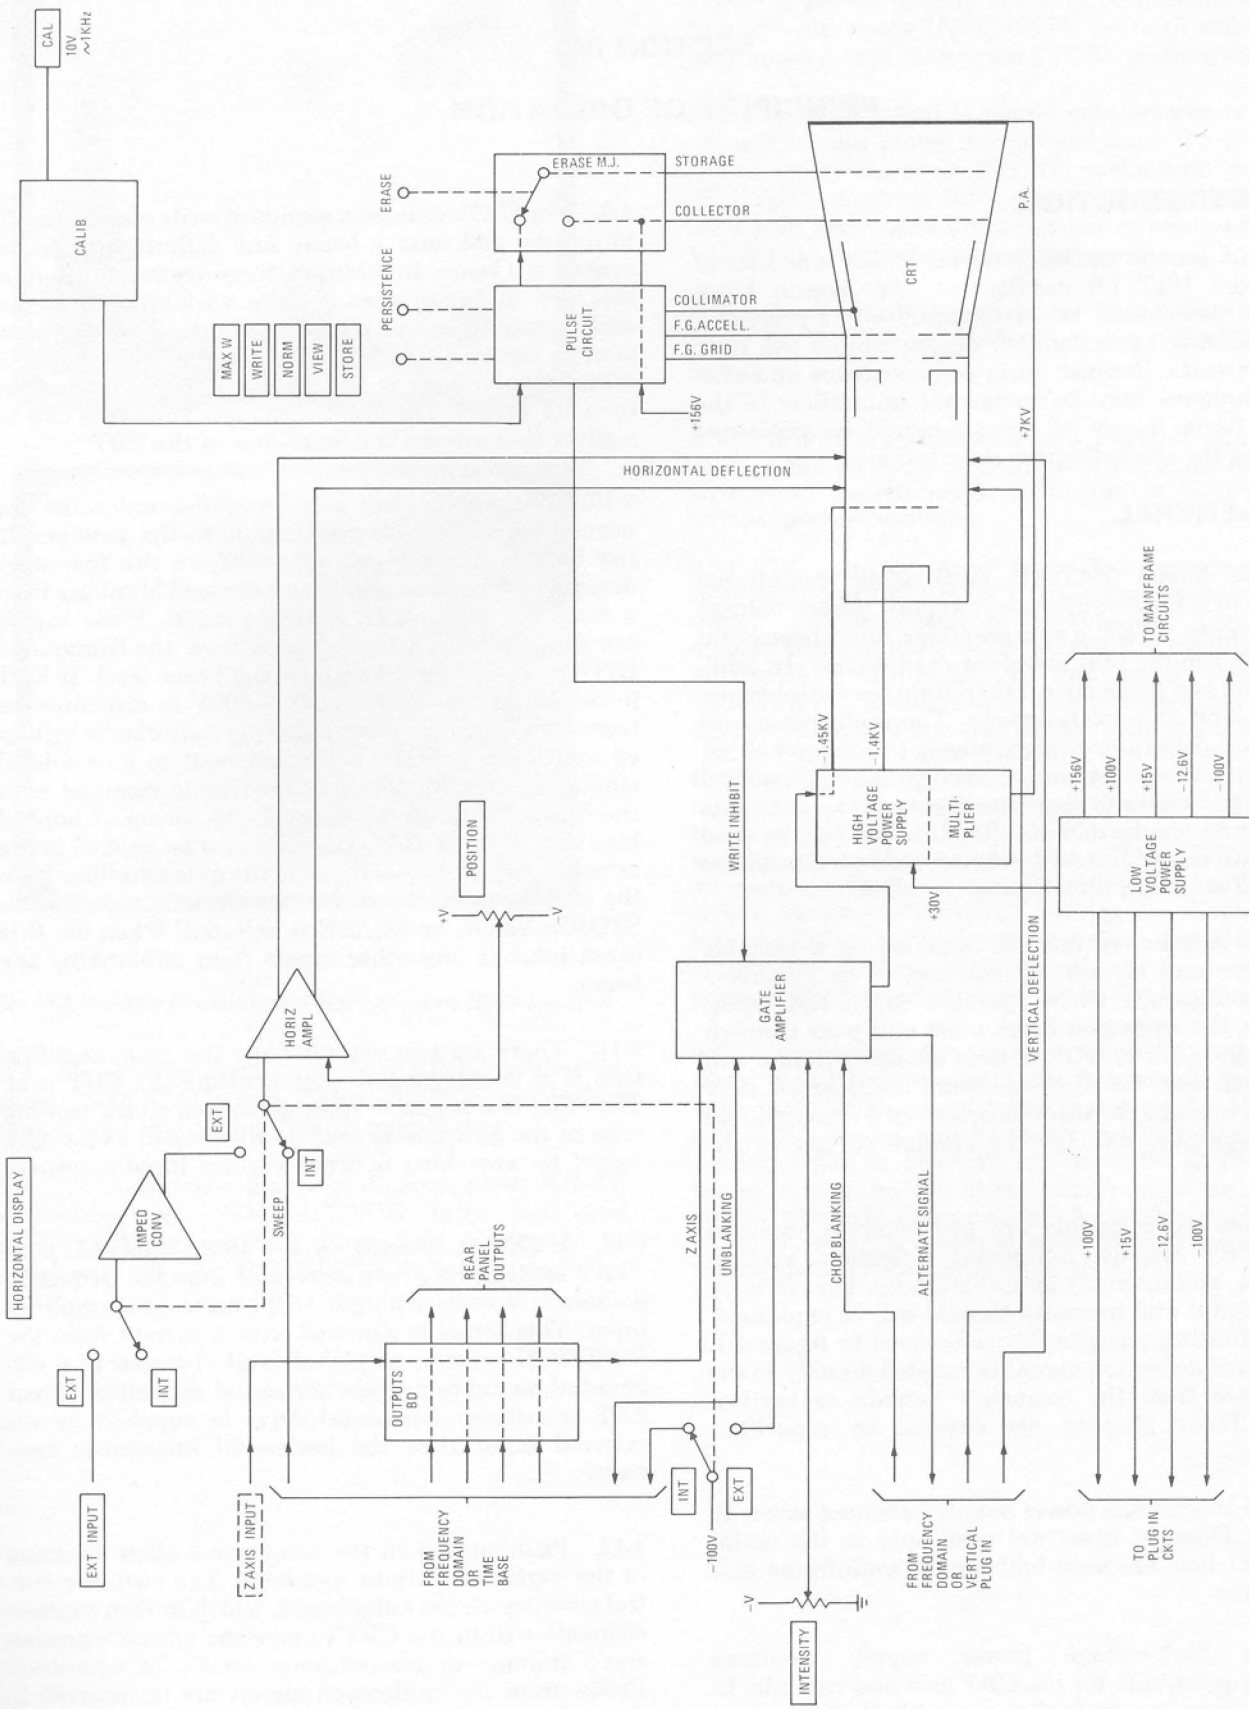 CAL
10V
~1KHz
CALIB
MAX W
WRITE
NORM
VIEW
STORE
PERSISTENCE
ERASE
ERASE M.J.
PULSE
CIRCUIT
STORAGE
COLLECTOR
COLLIMATOR
F.G.ACCELL.
F.G. GRID
+156V
CRT
P.A.
+7KV
HORIZONTAL DEFLECTION
HORIZONTAL DISPLAY
EXT INPUT
EXT
INT
IMPED
CONV
EXT
INT
SWEEP
HORIZ
AMPL
POSITION
+V
-V
WRITE INHIBIT
Z AXIS INPUT
OUTPUTS
BD
REAR
PANEL
OUTPUTS
FROM
FREQUENCY
DOMAIN
OR
TIME
BASE
Z AXIS
UNBLANKING
INT
EXT
-100V
CHOP BLANKING
ALTERNATE SIGNAL
GATE
AMPLIFIER
-V
INTENSITY
FROM
FREQUENCY
DOMAIN
OR
VERTICAL
PLUG IN
VERTICAL DEFLECTION
-1.45KV
-1.4KV
HIGH
VOLTAGE
POWER
SUPPLY
MULTI-
PLIER
+30V
LOW
VOLTAGE
POWER
SUPPLY
+156V
+100V
+15V
-12.6V
-100V
TO MAINFRAME
CIRCUITS
+100V
+15V
-12.6V
-100V
TO
PLUG IN
CKTS